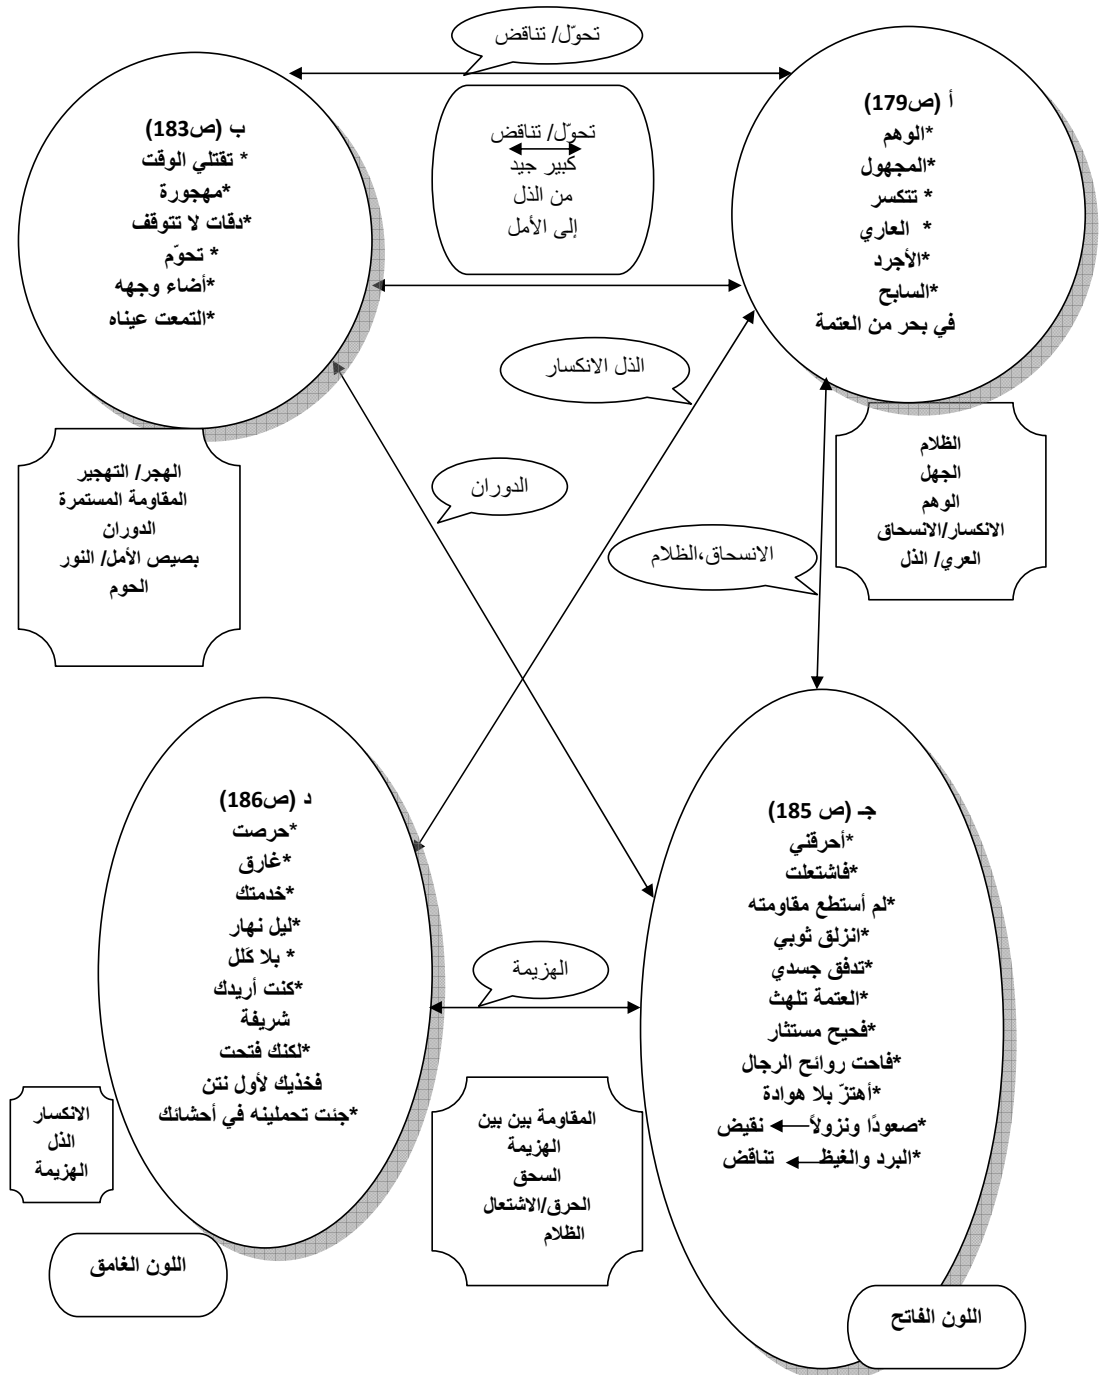 تحوّل/ تناقض
أ (ص179)
*الوهم
*المجهول
* تتكسر
* العاري
*الأجرد
*السابح
في بحر من العتمة
تحوّل/ تناقض
كبير جيد
من الذل
إلى الأمل
ب (ص183)
* تقتلي الوقت
*مهجورة
*دقات لا تتوقف
* تحوّم
*أضاء وجهه
*التمعت عيناه
الذل الانكسار
الظلام
الجهل
الوهم
الانكسار/الانسحاق
العري/ الذل
الدوران
الهجر/ التهجير
المقاومة المستمرة
الدوران
بصيص الأمل/ النور
الحوم
الانسحاق،الظلام
جـ (ص 185)
*أحرقني
*فاشتعلت
*لم أستطع مقاومته
*انزلق ثوبي
*تدفق جسدي
*العتمة تلهث
*فحيح مستثار
*فاحت روائح الرجال
*أهتزّ بلا هوادة
*صعودًا ونزولاً نقيض
*البرد والغيظ تناقض
الهزيمة
د (ص186)
*حرصت
*غارق
*خدمتك
*ليل نهار
* بلا كَلل
*كنت أريدك
شريفة
*لكنك فتحت
فخذيك لأول نتن
*جئت تحملينه في أحشائك
المقاومة بين بين
الهزيمة
السحق
الحرق/الاشتعال
الظلام
الانكسار
الذل
الهزيمة
اللون الفاتح
اللون الغامق